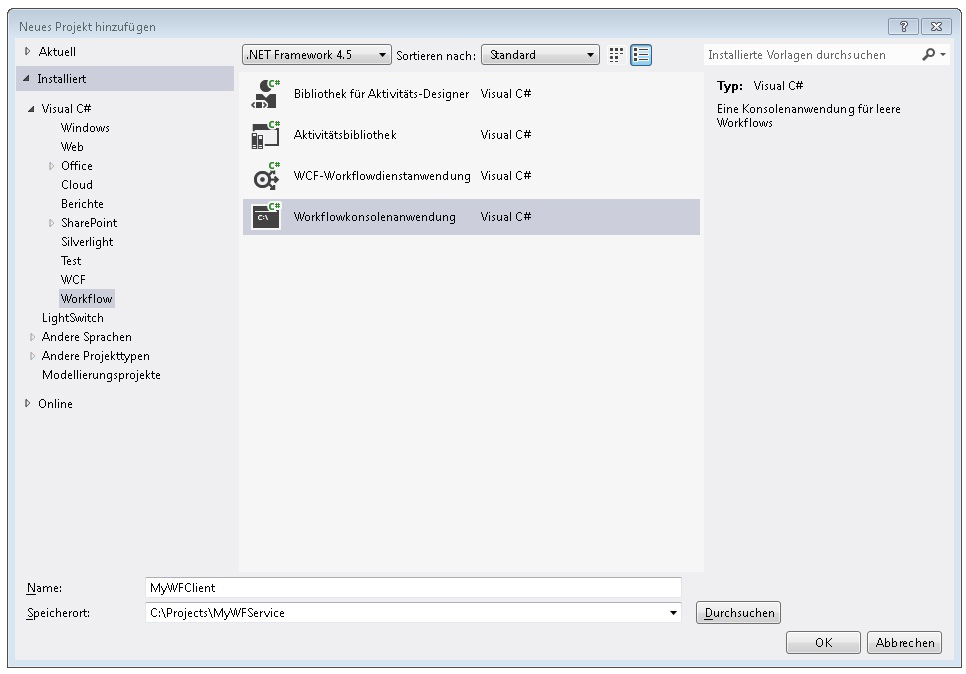 Neues Projekt hinzufügen
?
Aktuell
Installiert
Visual C#
Windows
Web
Office
Cloud
Berichte
SharePoint
Silverlight
Test
WCF
Workflow
LightSwitch
Andere Sprachen
Andere Projekttypen
Modellierungsprojekte
Online
.NET Framework 4.5
Sortieren nach:
Standard
Installierte Vorlagen durchsuchen
C#
Bibliothek für Aktivitäts-Designer Visual C#
C#
Aktivitätsbibliothek Visual C#
C#
WCF-Workflowdienstanwendung Visual C#
C#
C:\
Workflowkonsolenanwendung Visual C#
Typ: Visual C#
Eine Konsolenanwendung für leere
Workflows
Name: MyWFClient
Speicherort: C:\Projects\MyWFService
Durchsuchen
OK
Abbrechen